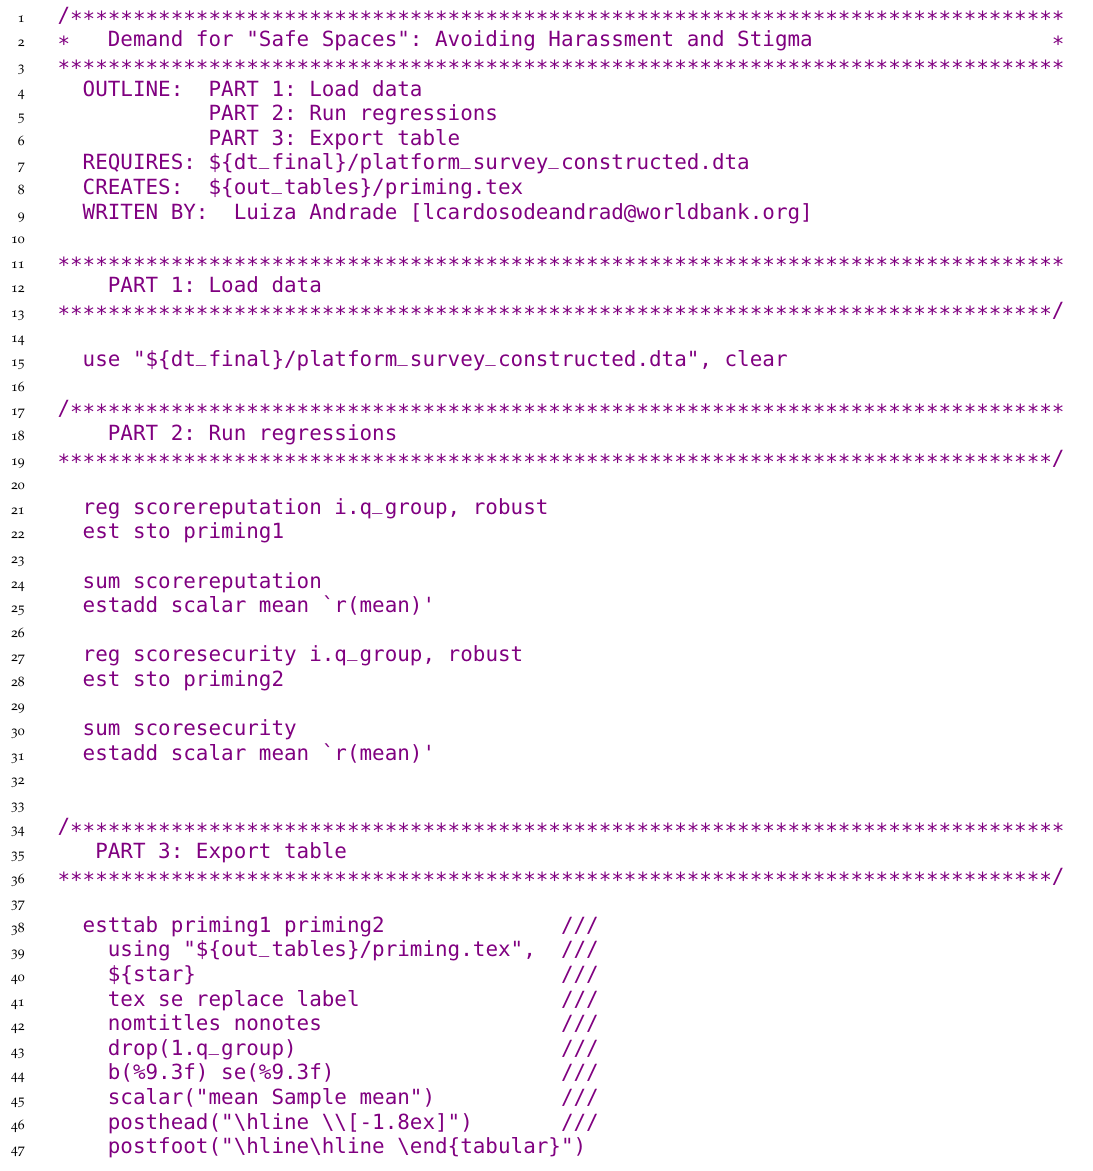 1 /*******************************************************************************
2 * Demand for "Safe Spaces": Avoiding Harassment and Stigma *
3 ********************************************************************************
4 OUTLINE: PART 1: Load data
5 PART 2: Run regressions
6 PART 3: Export table
7 REQUIRES: ${dt_final}/platform_survey_constructed.dta
8 CREATES: ${out_tables}/priming.tex
9 WRITEN BY: Luiza Andrade [lcardosodeandrad@worldbank.org]
10
11 ********************************************************************************
12 PART 1: Load data
13 *******************************************************************************/
14
15 use "${dt_final}/platform_survey_constructed.dta", clear
16
17 /*******************************************************************************
18 PART 2: Run regressions
19 *******************************************************************************/
20
21 reg scorereputation i.q_group, robust
22 est sto priming1
23
24 sum scorereputation
25 estadd scalar mean `r(mean)'
26
27 reg scoresecurity i.q_group, robust
28 est sto priming2
29
30 sum scoresecurity
31 estadd scalar mean `r(mean)'
32
33
34 /*******************************************************************************
35 PART 3: Export table
36 *******************************************************************************/
37
38 esttab priming1 priming2 ///
39 using "${out_tables}/priming.tex", ///
40 ${star} ///
41 tex se replace label ///
42 nomtitles nonotes ///
43 drop(1.q_group) ///
44 b(%9.3f) se(%9.3f) ///
45 scalar("mean Sample mean") ///
46 posthead("\hline \\[-1.8ex]") ///
47 postfoot("\hline\hline \end{tabular}")